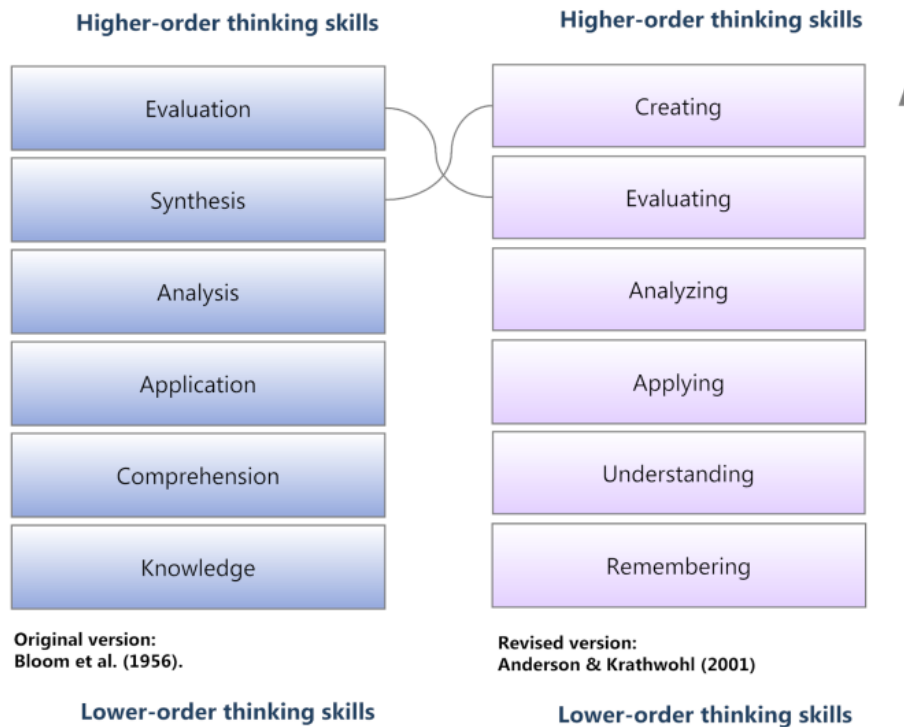 Higher-order thinking skills
Evaluation
Synthesis
Analysis
Application
Comprehension
Knowledge
Original version:
Bloom et al. (1956).
Lower-order thinking skills
Higher-order thinking skills
Creating
Evaluating
Analyzing
Applying
Understanding
Remembering
Revised version:
Anderson & Krathwohl (2001)
Lower-order thinking skills